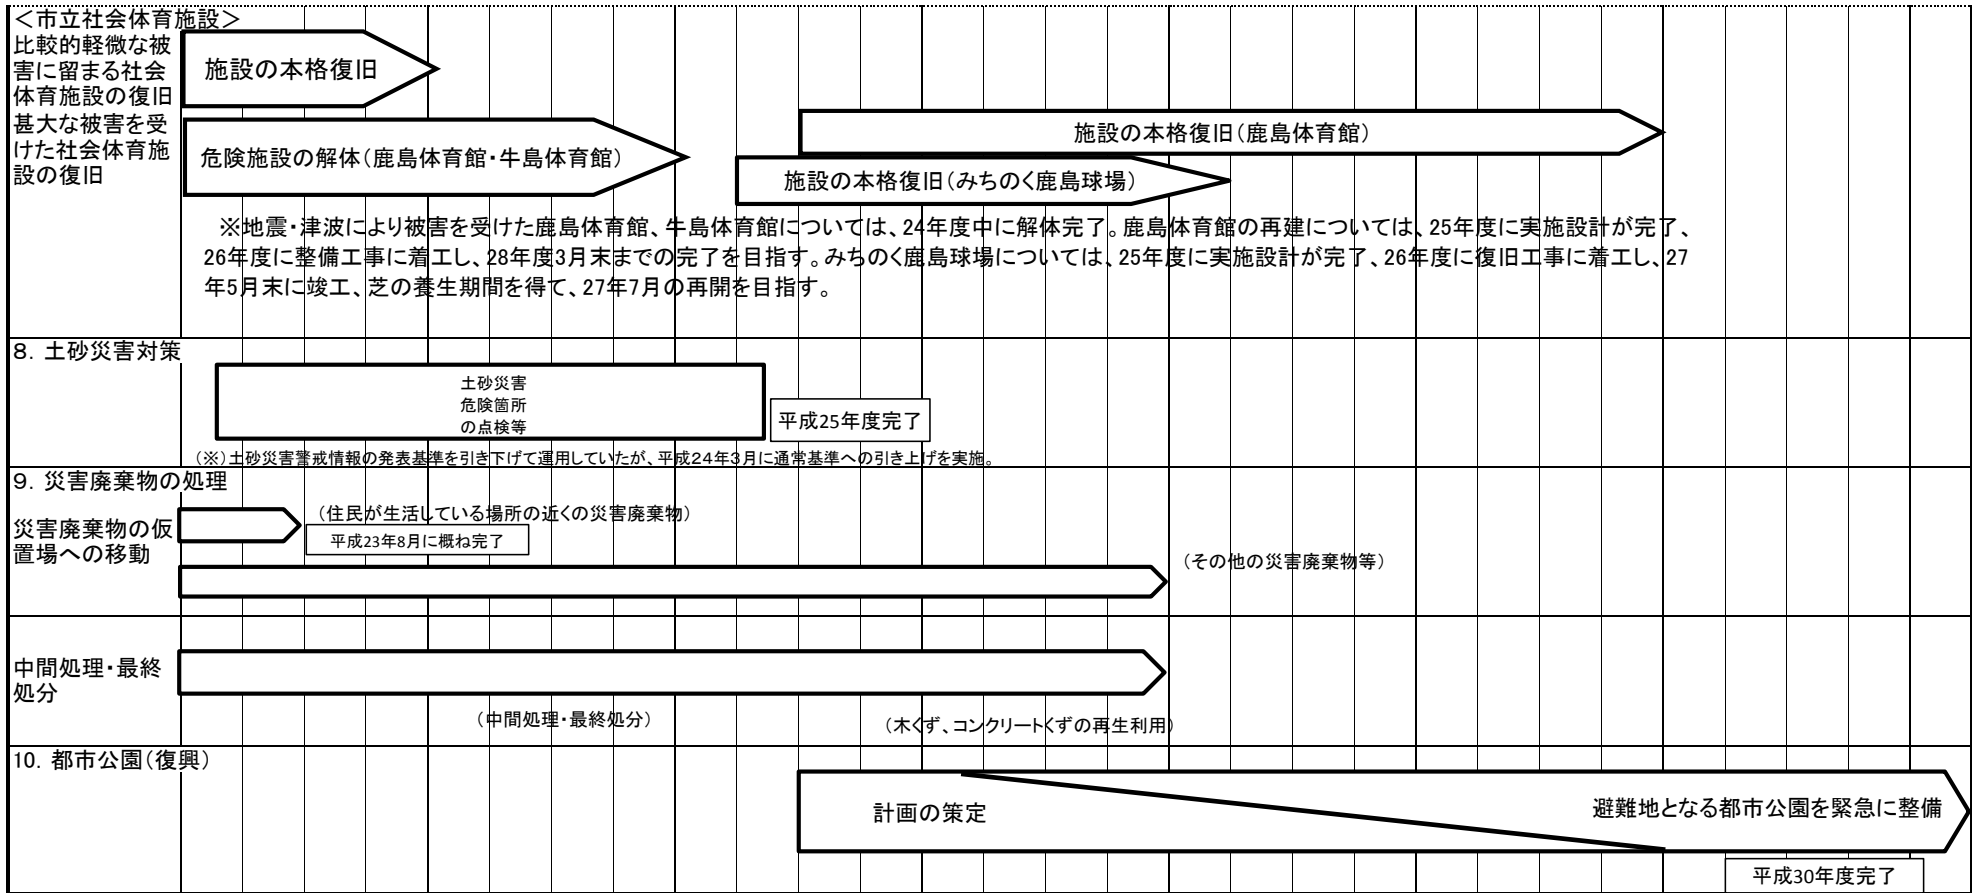 ＜市立社会体育施設＞
比較的軽微な被
害に留まる社会
体育施設の復旧
施設の本格復旧
甚大な被害を受
けた社会体育施
設の復旧
危険施設の解体（鹿島体育館・牛島体育館）
施設の本格復旧（鹿島体育館）
施設の本格復旧（みちのく鹿島球場）
※地震・津波により被害を受けた鹿島体育館、牛島体育館については、24年度中に解体完了。鹿島体育館の再建については、25年度に実施設計が完了、
26年度に整備工事に着工し、28年度3月末までの完了を目指す。みちのく鹿島球場については、25年度に実施設計が完了、26年度に復旧工事に着工し、27
年5月末に竣工、芝の養生期間を得て、27年7月の再開を目指す。
8．土砂災害対策
土砂災害
危険箇所
の点検等
平成25年度完了
（※）土砂災害警戒情報の発表基準を引き下げて運用していたが、平成２４年３月に通常基準への引き上げを実施。
9．災害廃棄物の処理
災害廃棄物の仮
置場への移動
（住民が生活している場所の近くの災害廃棄物）
平成23年8月に概ね完了
（その他の災害廃棄物等）
中間処理・最終
処分
（中間処理・最終処分）
（木くず、コンクリートくずの再生利用）
10．都市公園（復興）
計画の策定
避難地となる都市公園を緊急に整備
平成30年度完了